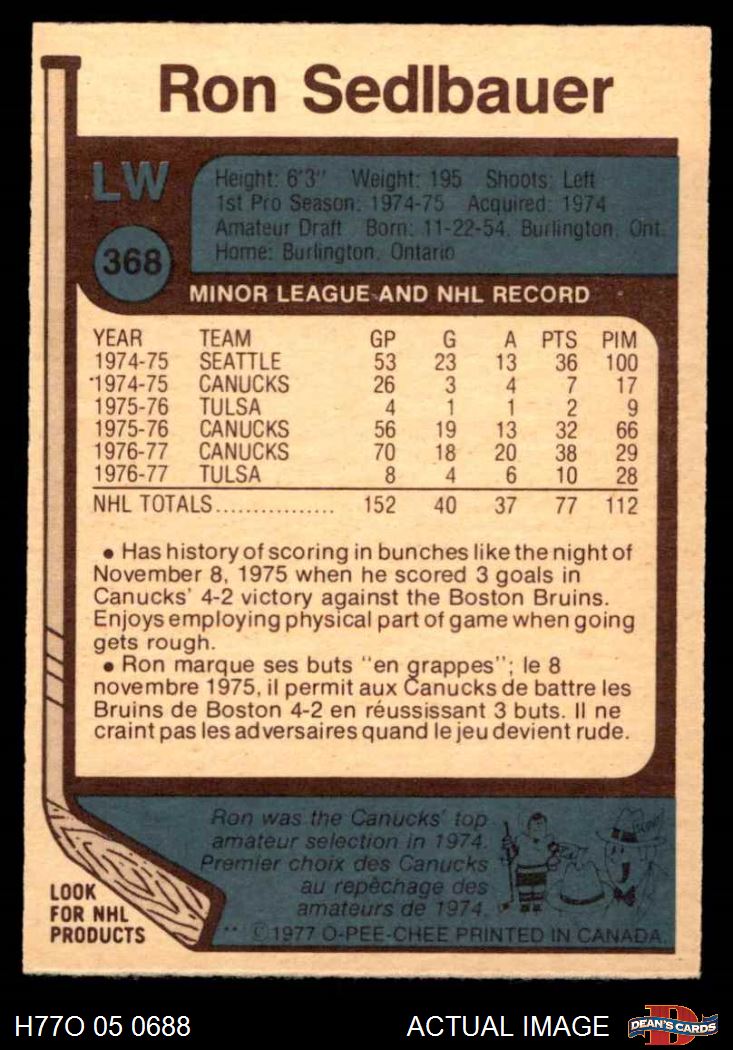 Ron Sedlbauer
LW
368
Height: 6'3" Weight: 195 Shoots: Left
1st Pro Season: 1974-75 Acquired: 1974
Amateur Draft Born: 11-22-54, Burlington, Ont.
Home: Burlington, Ontario
MINOR LEAGUE AND NHL RECORD
YEAR TEAM GP G A PTS PIM
1974-75 SEATTLE 53 23 13 36 100
1974-75 CANUCKS 26 3 4 7 17
1975-76 TULSA 4 1 1 2 9
1975-76 CANUCKS 56 19 13 32 66
1976-77 CANUCKS 70 18 20 38 29
1976-77 TULSA 8 4 6 10 28
NHL TOTALS................ 152 40 37 77 112
• Has history of scoring in bunches like the night of
November 8, 1975 when he scored 3 goals in
Canucks' 4-2 victory against the Boston Bruins.
Enjoys employing physical part of game when going
gets rough.
• Ron marque ses buts "en grappes"; le 8
novembre 1975, il permit aux Canucks de battre les
Bruins de Boston 4-2 en réussissant 3 buts. Il ne
craint pas les adversaires quand le jeu devient rude.
Ron was the Canucks' top
amateur selection in 1974.
Premier choix des Canucks
au repêchage des
amateurs de 1974.
LOOK
FOR NHL
PRODUCTS
** © 1977 O-PEE-CHEE PRINTED IN CANADA.
H77O 05 0688 ACTUAL IMAGE
D
DEAN'S CARDS